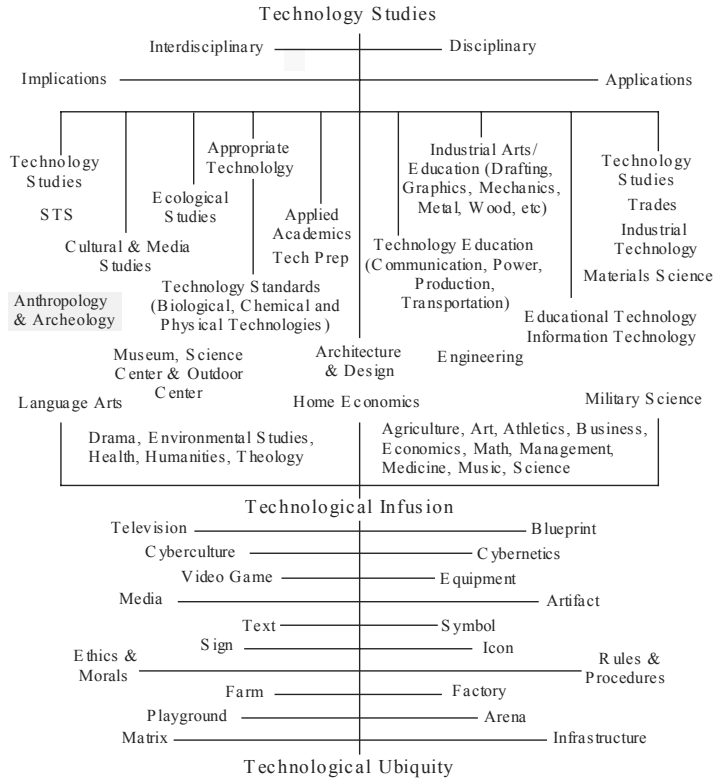 Technology Studies
Interdisciplinary
Disciplinary
Implications
Applications
Technology
Studies
STS
Cultural & Media
Studies
Ecological
Studies
Appropriate
Technololgy
Applied
Academics
Tech Prep
Industrial Arts/
Education (Drafting,
Graphics, Mechanics,
Metal, Wood, etc)
Technology
Studies
Trades
Industrial
Technology
Materials Science
Technology Education
(Communication, Power,
Production,
Transportation)
Anthropology
& Archeology
Technology Standards
(Biological, Chemical and
Physical Technologies)
Educational Technology
Information Technology
Museum, Science
Center & Outdoor
Center
Architecture
& Design
Engineering
Language Arts
Home Economics
Military Science
Drama, Environmental Studies,
Health, Humanities, Theology
Agriculture, Art, Athletics, Business,
Economics, Math, Management,
Medicine, Music, Science
Technological Infusion
Television
Blueprint
Cyberculture
Cybernetics
Video Game
Equipment
Media
Artifact
Text
Symbol
Sign
Icon
Ethics &
Morals
Rules &
Procedures
Farm
Factory
Playground
Arena
Matrix
Infrastructure
Technological Ubiquity